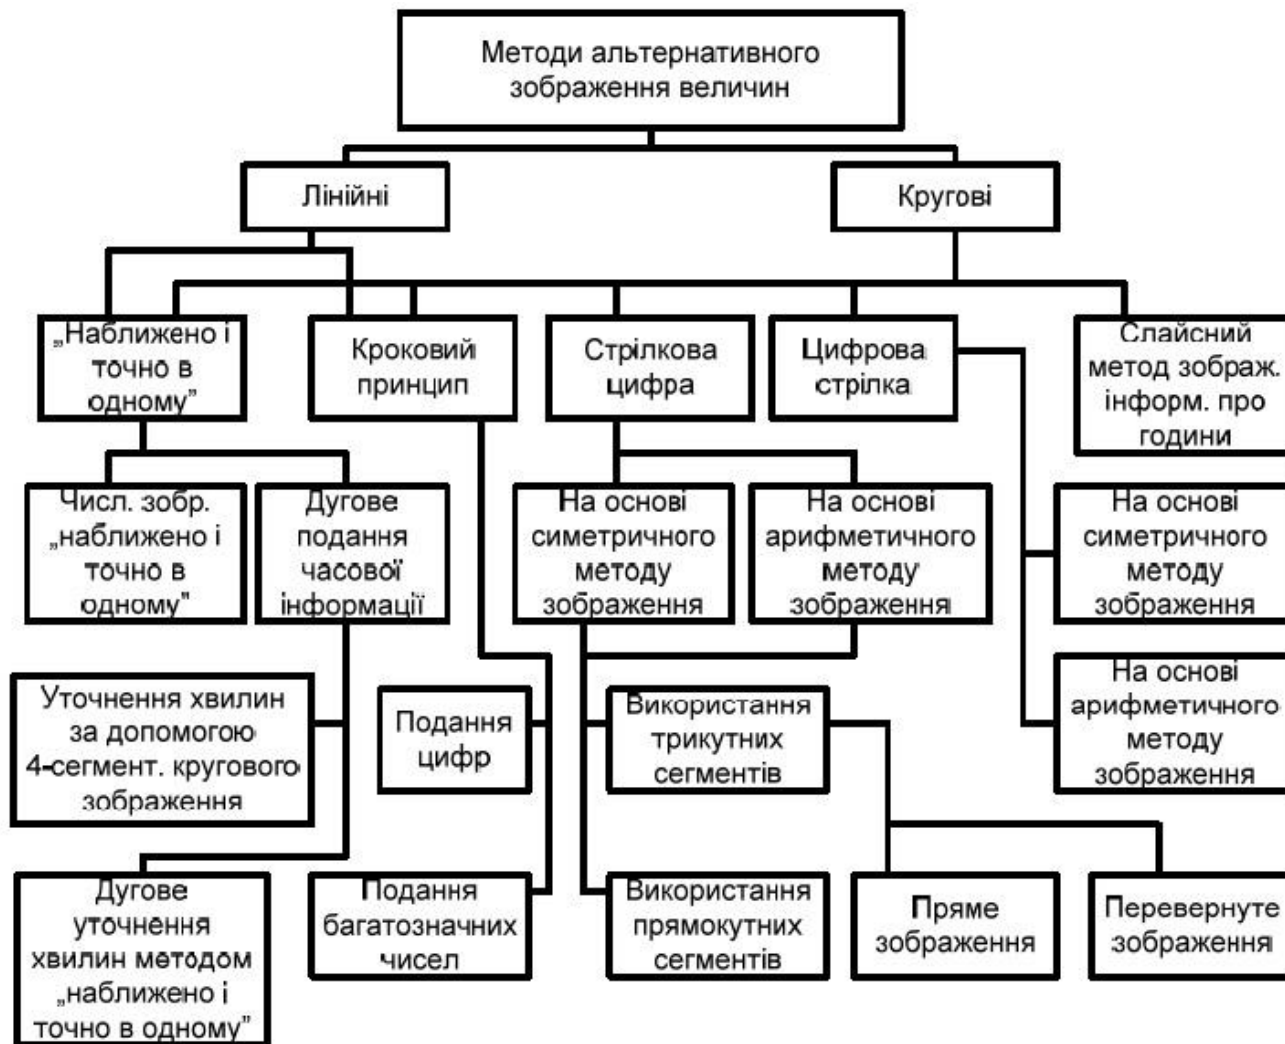 Методи альтернативного
зображення величин
Лінійні
Кругові
„Наближено і
точно в
одному”
Кроковий
принцип
Стрілкова
цифра
Цифрова
стрілка
Слайсний
метод зображ.
інформ. про
години
Числ. зобр.
„наближено і
точно в
одному”
Дугове
подання
часової
інформації
На основі
симетричного
методу
зображення
На основі
арифметичного
методу
зображення
На основі
симетричного
методу
зображення
Уточнення хвилин
за допомогою
4-сегмент. кругового
зображення
Подання
цифр
Використання
трикутних
сегментів
На основі
арифметичного
методу
зображення
Дугове
уточнення
хвилин методом
„наближено і
точно в одному”
Подання
багатозначних
чисел
Використання
прямокутних
сегментів
Пряме
зображення
Перевернуте
зображення